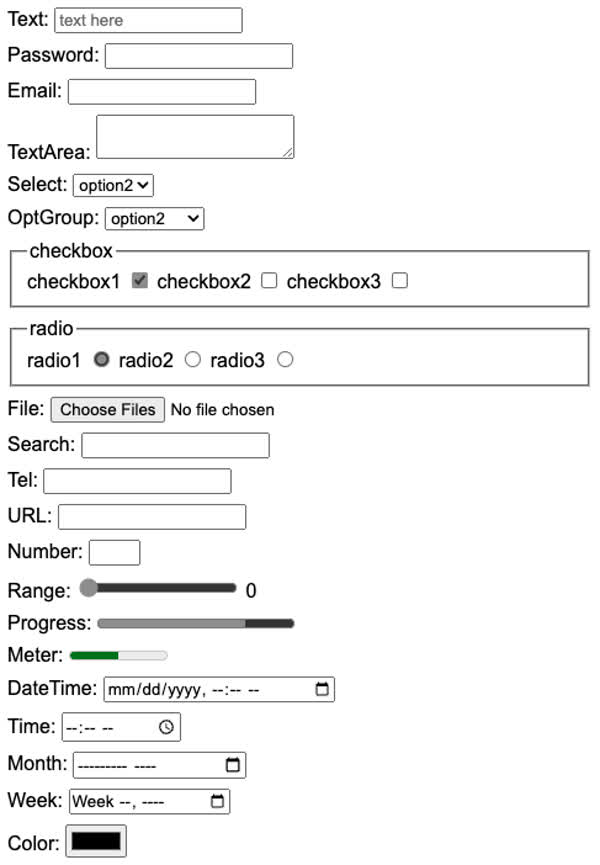 Text: text here
Password:
Email:
TextArea:
Select: option2
OptGroup: option2
checkbox
checkbox1 checkbox2 checkbox3
radio
radio1 radio2 radio3
File: Choose Files No file chosen
Search:
Tel:
URL:
Number:
Range: 0
Progress:
Meter:
DateTime: mm/dd/yyyy, --:-- --
Time: --:-- --
Month: --------- ----
Week: Week --, ----
Color: